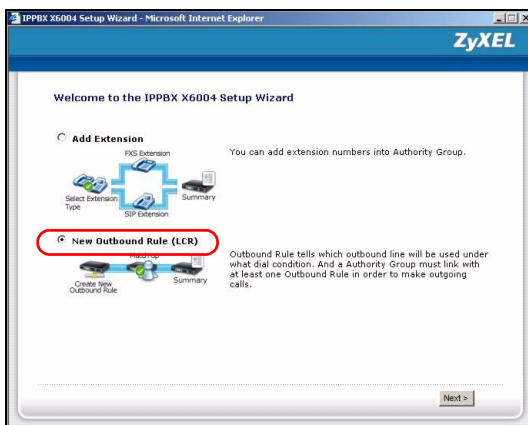 IPPBX X6004 Setup Wizard - Microsoft Internet Explorer
ZyXEL
Welcome to the IPPBX X6004 Setup Wizard
Add Extension
FXS Extension
Select Extension
Type
SIP Extension
Summary
You can add extension numbers into Authority Group.
New Outbound Rule (LCR)
Create New
Outbound Rule
Summary
Outbound Rule tells which outbound line will be used under
what dial condition. And a Authority Group must link with
at least one Outbound Rule in order to make outgoing
calls.
Next >